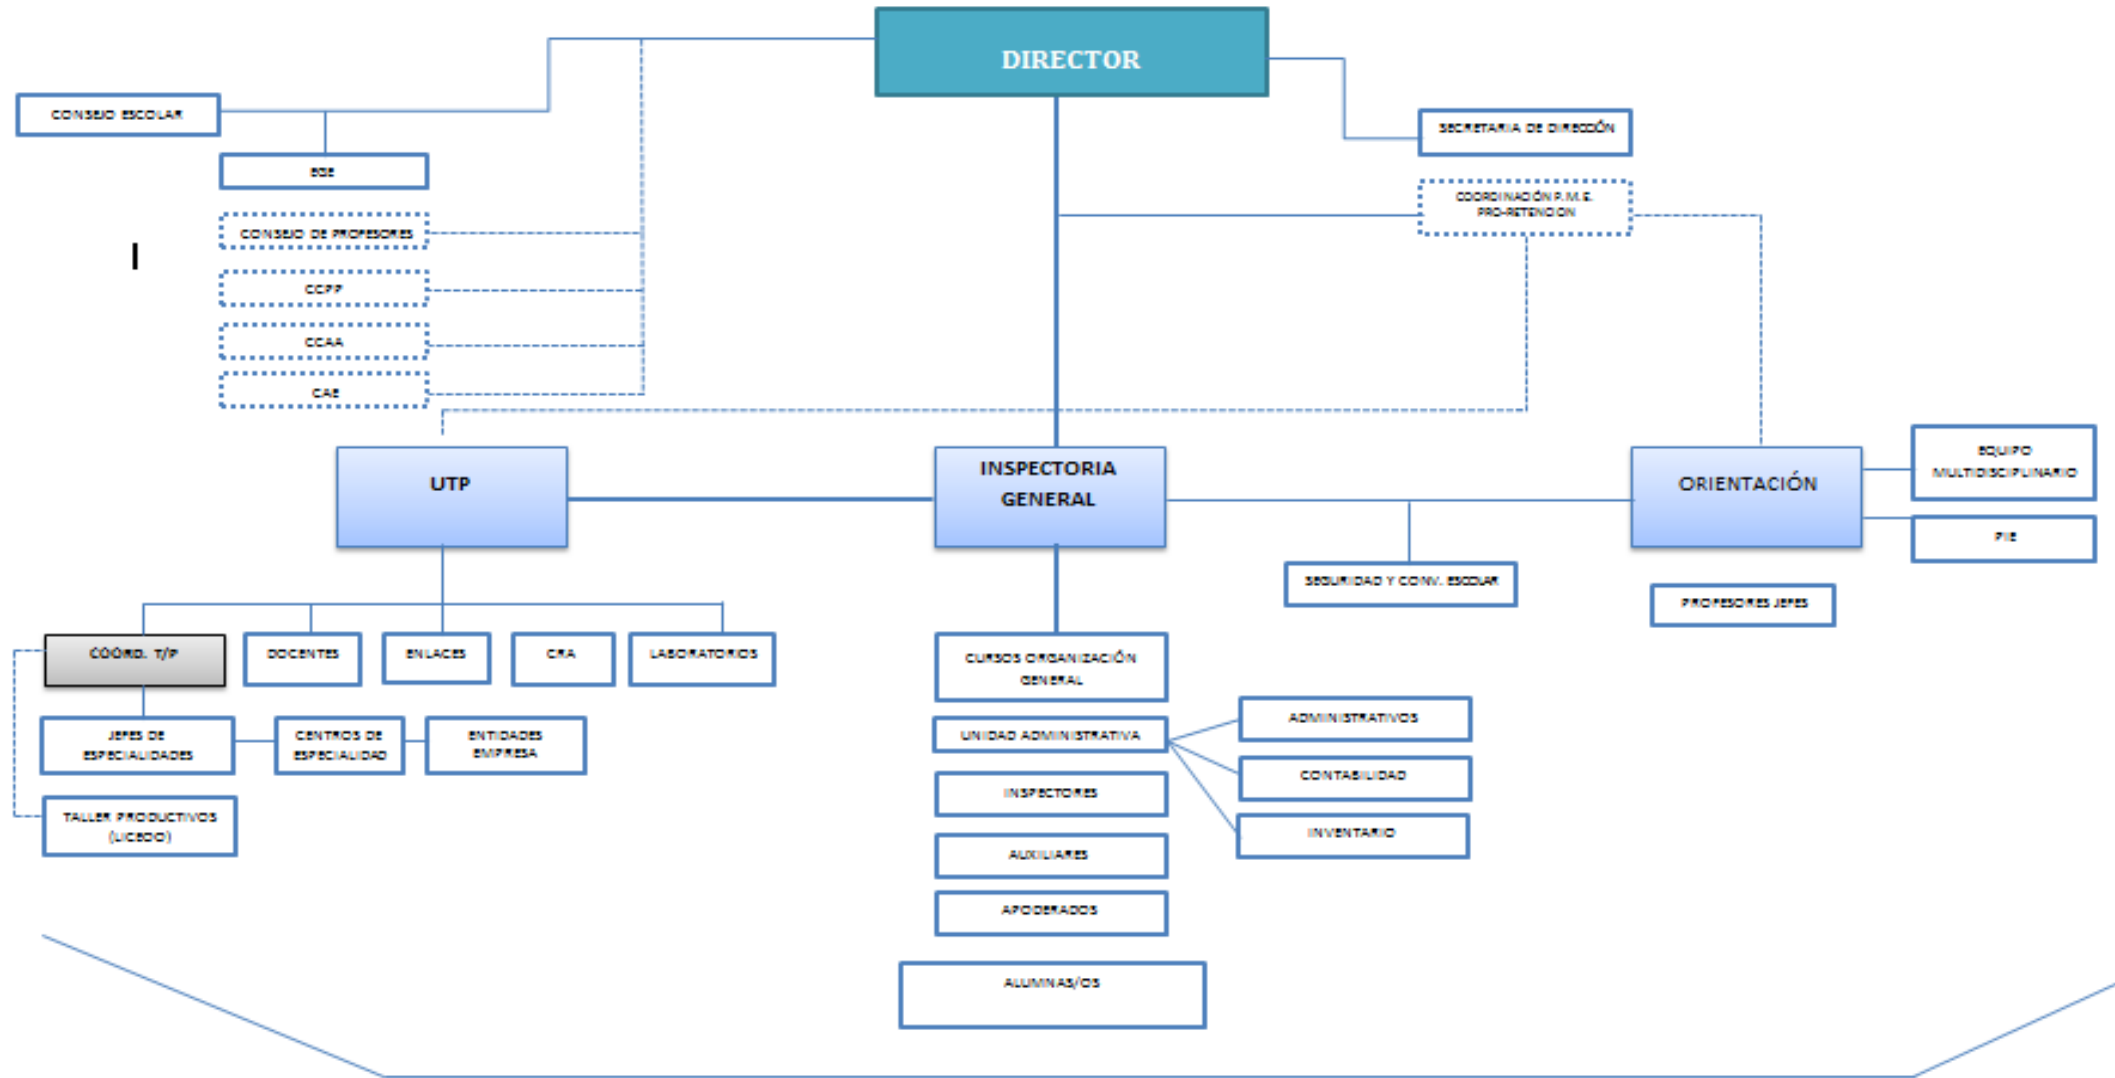 DIRECTOR
CONSEJO ESCOLAR
SECRETARIA DE DIRECCIÓN
EGE
COORDINACIÓN P.M.E.
PRO-RETENCION
CONSEJO DE PROFESORES
I
CCPP
CCAA
CAE
UTP
INSPECTORIA
GENERAL
ORIENTACIÓN
EQUIPO
MULTIDISCIPLINARIO
PIE
SEGURIDAD Y CONV. ESCOLAR
PROFESORES JEFES
COORD. T/P
DOCENTES
ENLACES
CRA
LABORATORIOS
CURSOS ORGANIZACIÓN
GENERAL
JEFES DE
ESPECIALIDADES
CENTROS DE
ESPECIALIDAD
ENTIDADES
EMPRESA
UNIDAD ADMINISTRATIVA
ADMINISTRATIVOS
CONTABILIDAD
INSPECTORES
TALLER PRODUCTIVOS
(LICEOO)
INVENTARIO
AUXILIARES
APODERADOS
ALUMNAS/OS